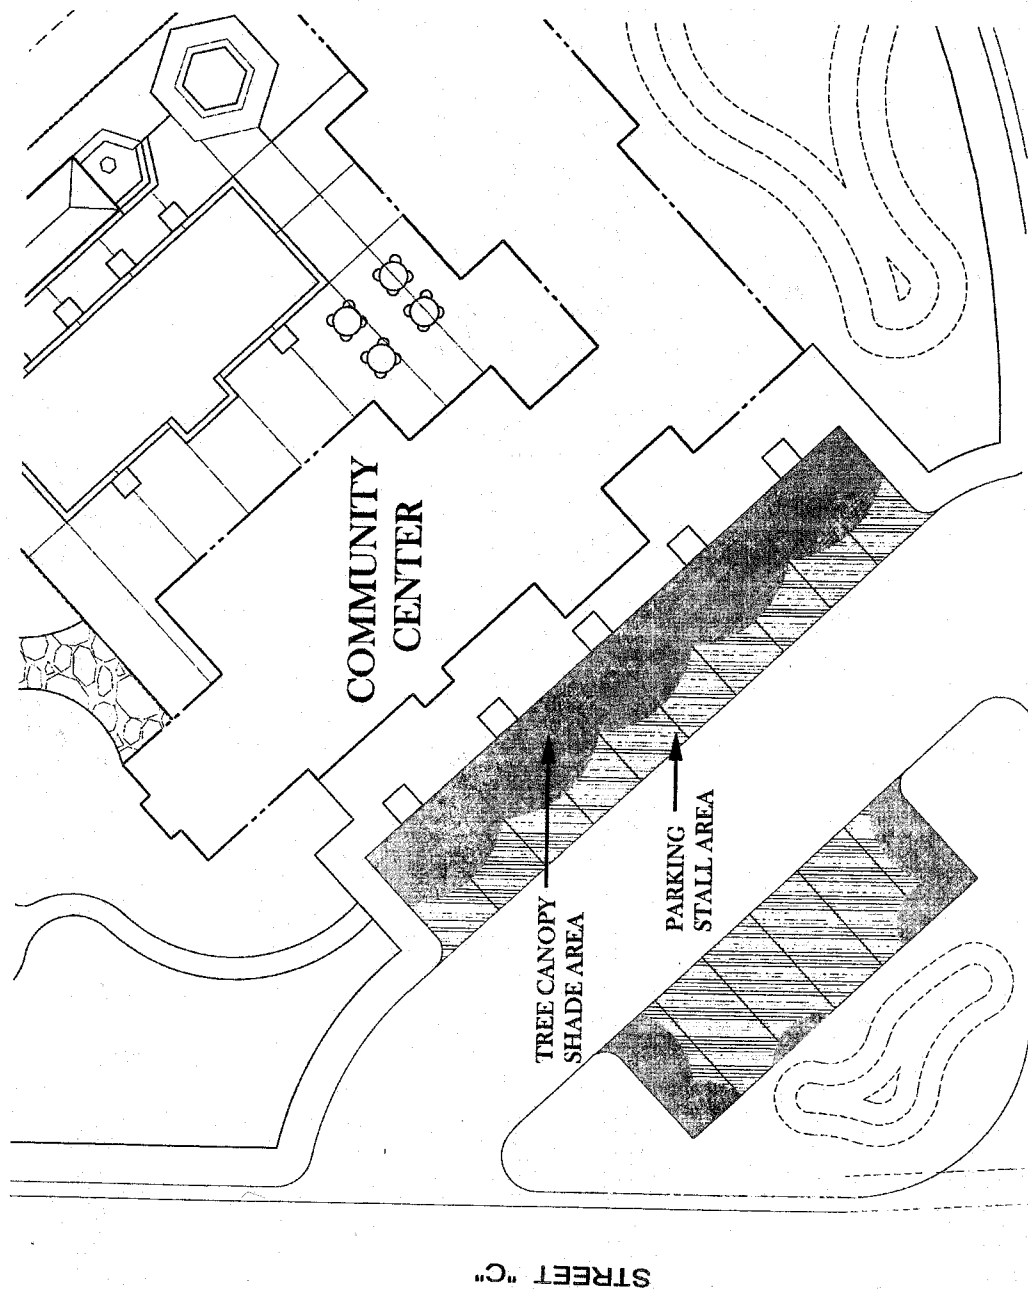 COMMUNITY
CENTER
TREE CANOPY
SHADE AREA
PARKING
STALL AREA
STREET "C"